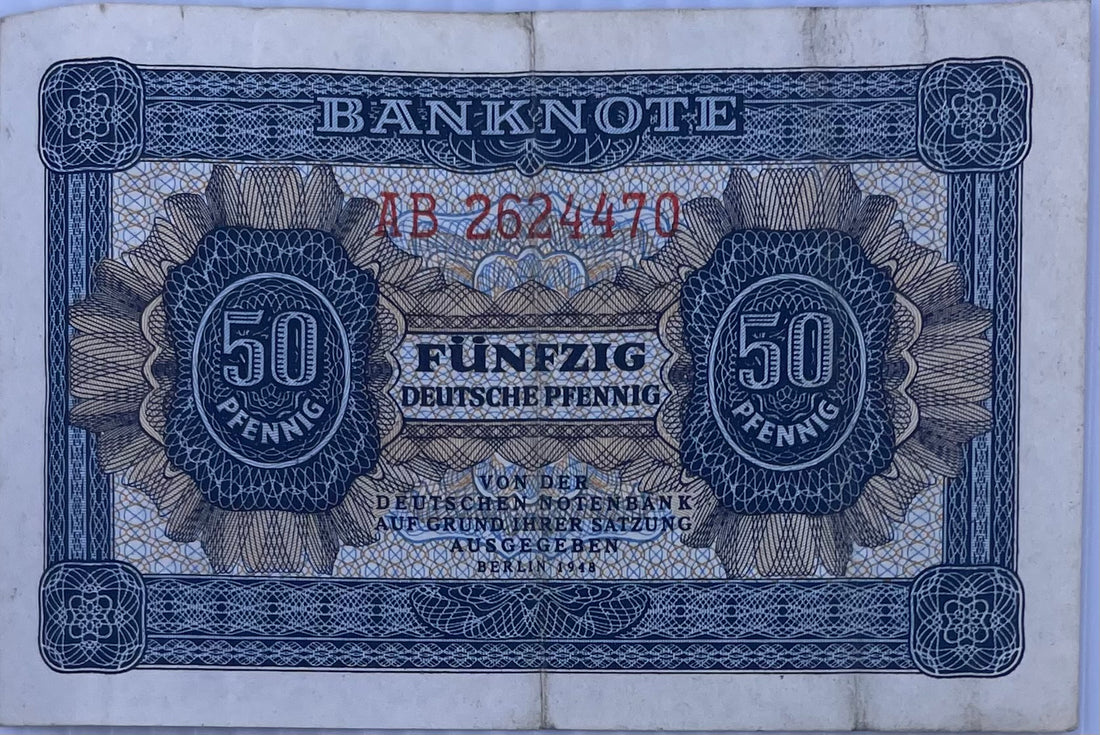 BANKNOTE
AB 2624470
50
PFENNIG
FÜNFZIG
DEUTSCHE PFENNIG
50
PFENNIG
VON DER
DEUTSCHEN NOTENBANK
AUF GRUND IHRER SATZUNG
AUSGEGEBEN
BERLIN 1948